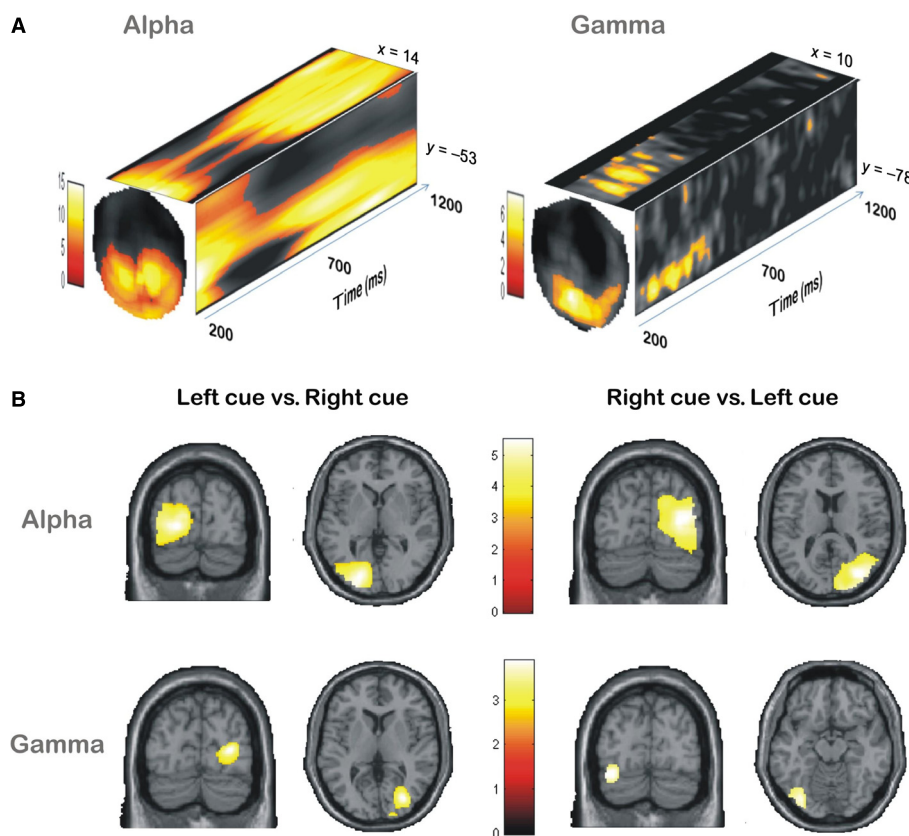 A
Alpha
Gamma
x = 14
x = 10
y = –53
y = –78
15
10
5
0
6
4
2
0
200
700
1200
Time (ms)
200
700
1200
Time (ms)
B
Left cue vs. Right cue
Right cue vs. Left cue
Alpha
5
4
3
2
1
0
Gamma
3
2
1
0